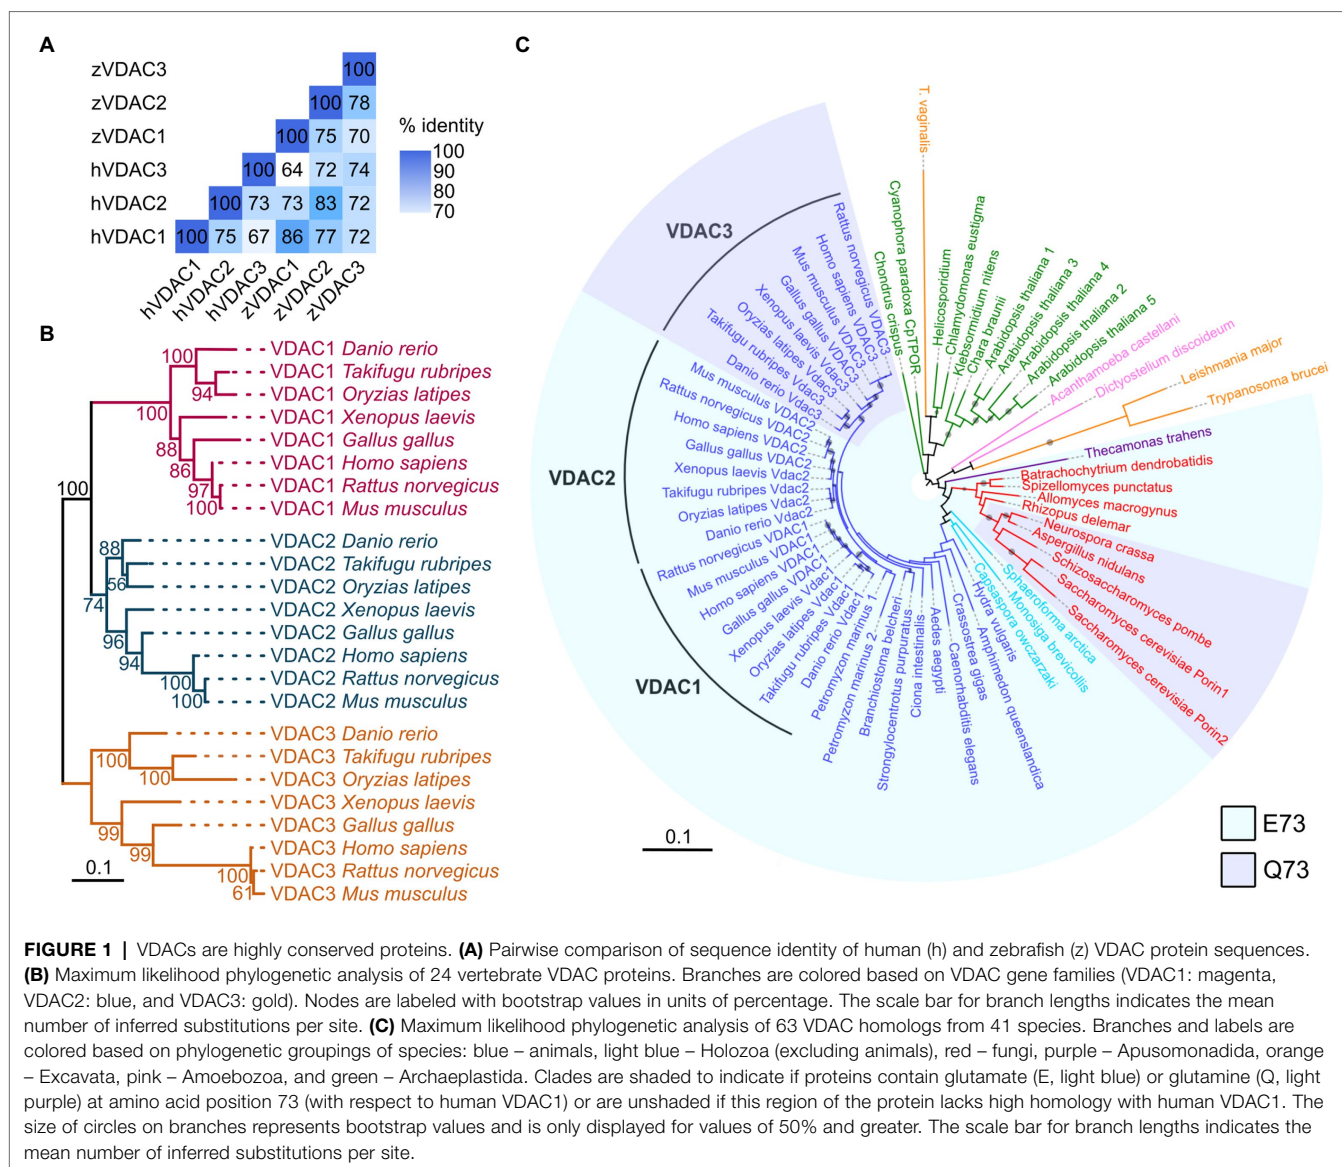 A
zVDAC3
100
zVDAC2
100 78
zVDAC1
100 75 70
hVDAC3
100 64 72 74
hVDAC2
100 73 73 83 72
hVDAC1
100 75 67 86 77 72
hVDAC1
hVDAC2
hVDAC3
zVDAC1
zVDAC2
zVDAC3
% identity
100
90
80
70
B
VDAC1 Danio rerio
VDAC1 Takifugu rubripes
VDAC1 Oryzias latipes
VDAC1 Xenopus laevis
VDAC1 Gallus gallus
VDAC1 Homo sapiens
VDAC1 Rattus norvegicus
VDAC1 Mus musculus
100
94
100
88
86
97
100
100
VDAC2 Danio rerio
VDAC2 Takifugu rubripes
VDAC2 Oryzias latipes
VDAC2 Xenopus laevis
VDAC2 Gallus gallus
VDAC2 Homo sapiens
VDAC2 Rattus norvegicus
VDAC2 Mus musculus
88
56
74
96
94
100
100
VDAC3 Danio rerio
VDAC3 Takifugu rubripes
VDAC3 Oryzias latipes
VDAC3 Xenopus laevis
VDAC3 Gallus gallus
VDAC3 Homo sapiens
VDAC3 Rattus norvegicus
VDAC3 Mus musculus
100
100
99
99
100
61
0.1
C
VDAC3
VDAC2
VDAC1
Rattus norvegicus VDAC3
Homo sapiens VDAC3
Mus musculus VDAC3
Gallus gallus VDAC3
Xenopus laevis Vdac3
Oryzias latipes Vdac3
Takifugu rubripes Vdac3
Danio rerio Vdac3
Mus musculus VDAC2
Rattus norvegicus VDAC2
Homo sapiens VDAC2
Gallus gallus VDAC2
Xenopus laevis Vdac2
Takifugu rubripes Vdac2
Oryzias latipes Vdac2
Danio rerio Vdac2
Rattus norvegicus VDAC1
Mus musculus VDAC1
Homo sapiens VDAC1
Gallus gallus VDAC1
Xenopus laevis Vdac1
Oryzias latipes Vdac1
Takifugu rubripes Vdac1
Danio rerio Vdac1
Petromyzon marinus 1
Petromyzon marinus 2
Branchiostoma belcheri
Strongylocentrotus purpuratus
Ciona intestinalis
Aedes aegypti
Caenorhabditis elegans
Crassostrea gigas
Amphimedon queenslandica
Hydra vulgaris
Capsaspora owczarzaki
Monosiga brevicollis
Sphaeroforma arctica
Saccharomyces cerevisiae Porin2
Saccharomyces cerevisiae Porin1
Schizosaccharomyces pombe
Aspergillus nidulans
Neurospora crassa
Rhizopus delemar
Allomyces macrogynus
Spizellomyces punctatus
Batrachochytrium dendrobatidis
Thecamonas trahens
Trypanosoma brucei
Leishmania major
Dictyostelium discoideum
Acanthamoeba castellani
Arabidopsis thaliana 5
Arabidopsis thaliana 2
Arabidopsis thaliana 4
Arabidopsis thaliana 3
Arabidopsis thaliana 1
Chara braunii
Klebsormidium nitens
Chlamydomonas eustigma
Helicosporidium
T. vaginalis
Cyanophora paradoxa CpTPOR
Chondrus crispus
0.1
E73
Q73
FIGURE 1 | VDACs are highly conserved proteins. (A) Pairwise comparison of sequence identity of human (h) and zebrafish (z) VDAC protein sequences.
(B) Maximum likelihood phylogenetic analysis of 24 vertebrate VDAC proteins. Branches are colored based on VDAC gene families (VDAC1: magenta,
VDAC2: blue, and VDAC3: gold). Nodes are labeled with bootstrap values in units of percentage. The scale bar for branch lengths indicates the mean
number of inferred substitutions per site. (C) Maximum likelihood phylogenetic analysis of 63 VDAC homologs from 41 species. Branches and labels are
colored based on phylogenetic groupings of species: blue – animals, light blue – Holozoa (excluding animals), red – fungi, purple – Apusomonadida, orange
– Excavata, pink – Amoebozoa, and green – Archaeplastida. Clades are shaded to indicate if proteins contain glutamate (E, light blue) or glutamine (Q, light
purple) at amino acid position 73 (with respect to human VDAC1) or are unshaded if this region of the protein lacks high homology with human VDAC1. The
size of circles on branches represents bootstrap values and is only displayed for values of 50% and greater. The scale bar for branch lengths indicates the
mean number of inferred substitutions per site.